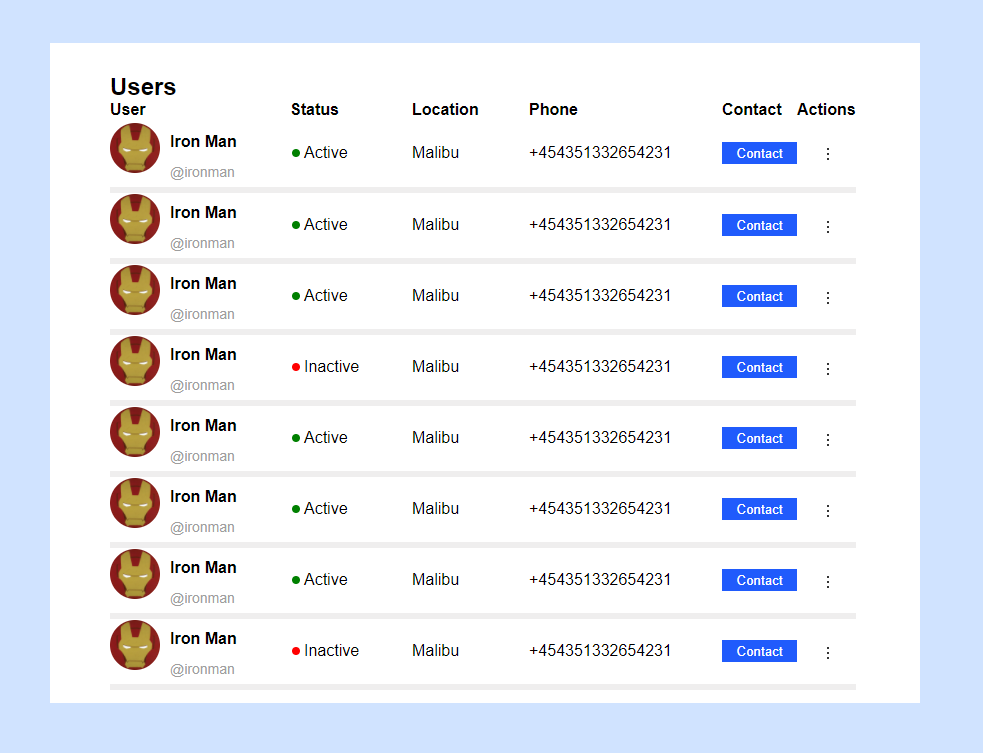 Users
User Status Location Phone Contact Actions
Iron Man
Active Malibu +454351332654231 Contact
@ironman
Iron Man
Active Malibu +454351332654231 Contact
@ironman
Iron Man
Active Malibu +454351332654231 Contact
@ironman
Iron Man
Inactive Malibu +454351332654231 Contact
@ironman
Iron Man
Active Malibu +454351332654231 Contact
@ironman
Iron Man
Active Malibu +454351332654231 Contact
@ironman
Iron Man
Active Malibu +454351332654231 Contact
@ironman
Iron Man
Inactive Malibu +454351332654231 Contact
@ironman